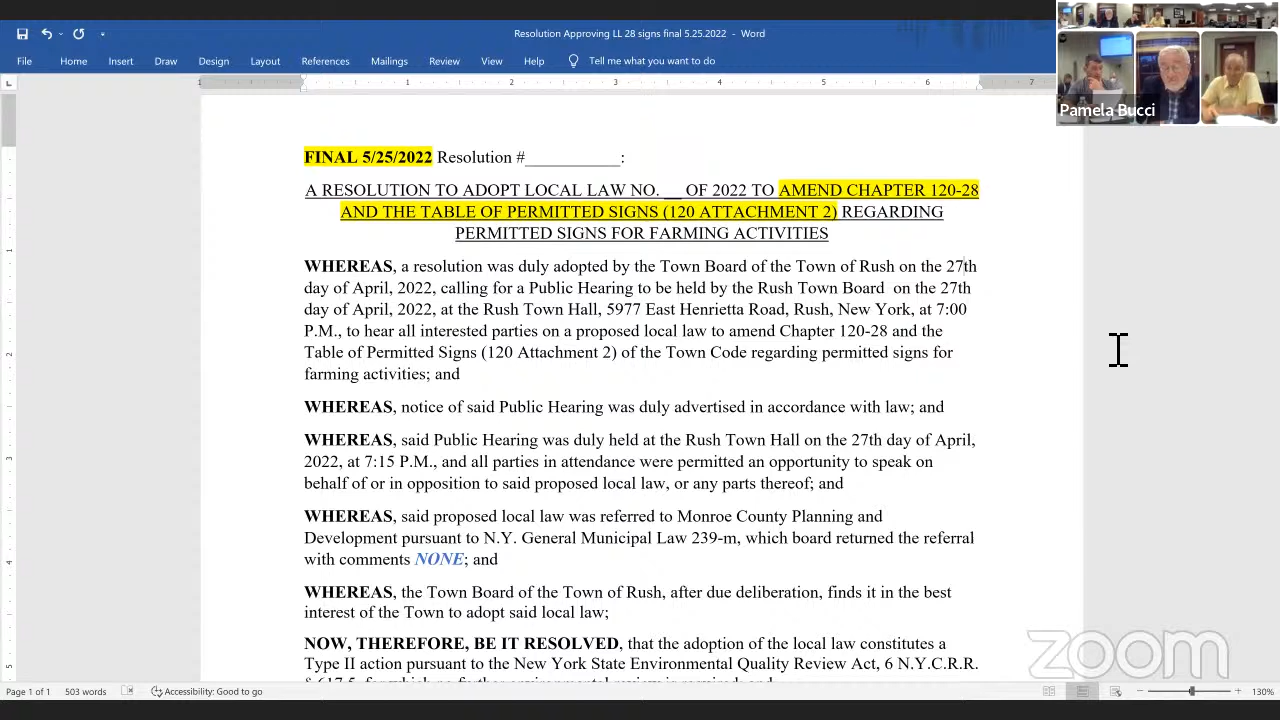 Resolution Approving LL 28 signs final 5.25.2022 - Word
File Home Insert Draw Design Layout References Mailings Review View Help Tell me what you want to do
1 1 2 3 4 5 6 7
Pamela Bucci
FINAL 5/25/2022 Resolution #___________:
A RESOLUTION TO ADOPT LOCAL LAW NO. __ OF 2022 TO AMEND CHAPTER 120-28
AND THE TABLE OF PERMITTED SIGNS (120 ATTACHMENT 2) REGARDING
PERMITTED SIGNS FOR FARMING ACTIVITIES
WHEREAS, a resolution was duly adopted by the Town Board of the Town of Rush on the 27th
day of April, 2022, calling for a Public Hearing to be held by the Rush Town Board on the 27th
day of April, 2022, at the Rush Town Hall, 5977 East Henrietta Road, Rush, New York, at 7:00
P.M., to hear all interested parties on a proposed local law to amend Chapter 120-28 and the
Table of Permitted Signs (120 Attachment 2) of the Town Code regarding permitted signs for
farming activities; and
WHEREAS, notice of said Public Hearing was duly advertised in accordance with law; and
WHEREAS, said Public Hearing was duly held at the Rush Town Hall on the 27th day of April,
2022, at 7:15 P.M., and all parties in attendance were permitted an opportunity to speak on
behalf of or in opposition to said proposed local law, or any parts thereof; and
WHEREAS, said proposed local law was referred to Monroe County Planning and
Development pursuant to N.Y. General Municipal Law 239-m, which board returned the referral
with comments NONE; and
WHEREAS, the Town Board of the Town of Rush, after due deliberation, finds it in the best
interest of the Town to adopt said local law;
NOW, THEREFORE, BE IT RESOLVED, that the adoption of the local law constitutes a
Type II action pursuant to the New York State Environmental Quality Review Act, 6 N.Y.C.R.R.
zoom
Page 1 of 1 503 words Accessibility: Good to go 130%